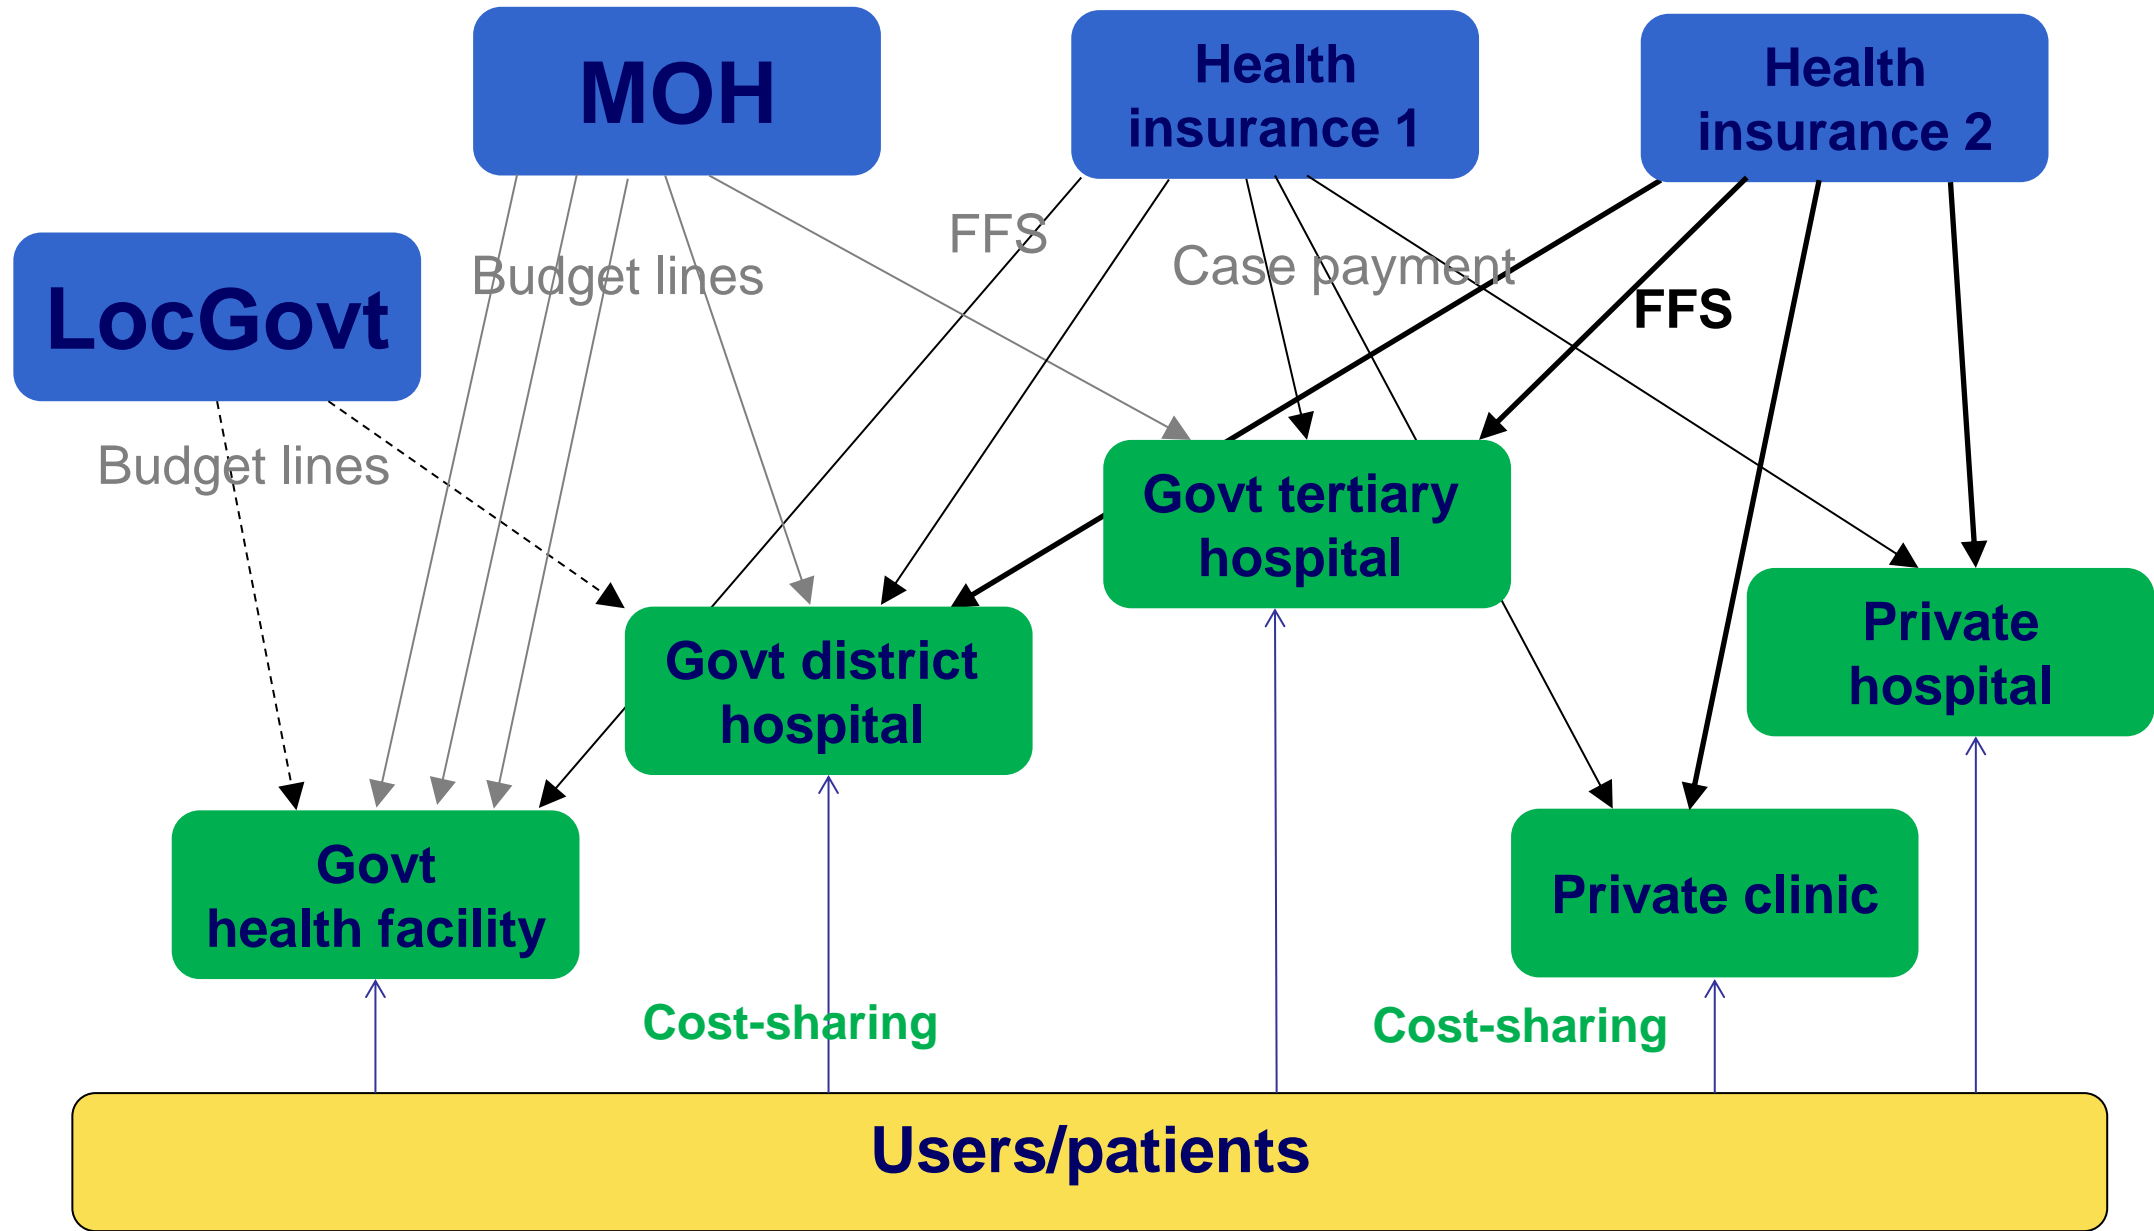 MOH
Health
insurance 1
Health
insurance 2
LocGovt
Budget lines
FFS
Case payment
FFS
Budget lines
Govt tertiary
hospital
Govt district
hospital
Private
hospital
Govt
health facility
Private clinic
Cost-sharing
Cost-sharing
Users/patients